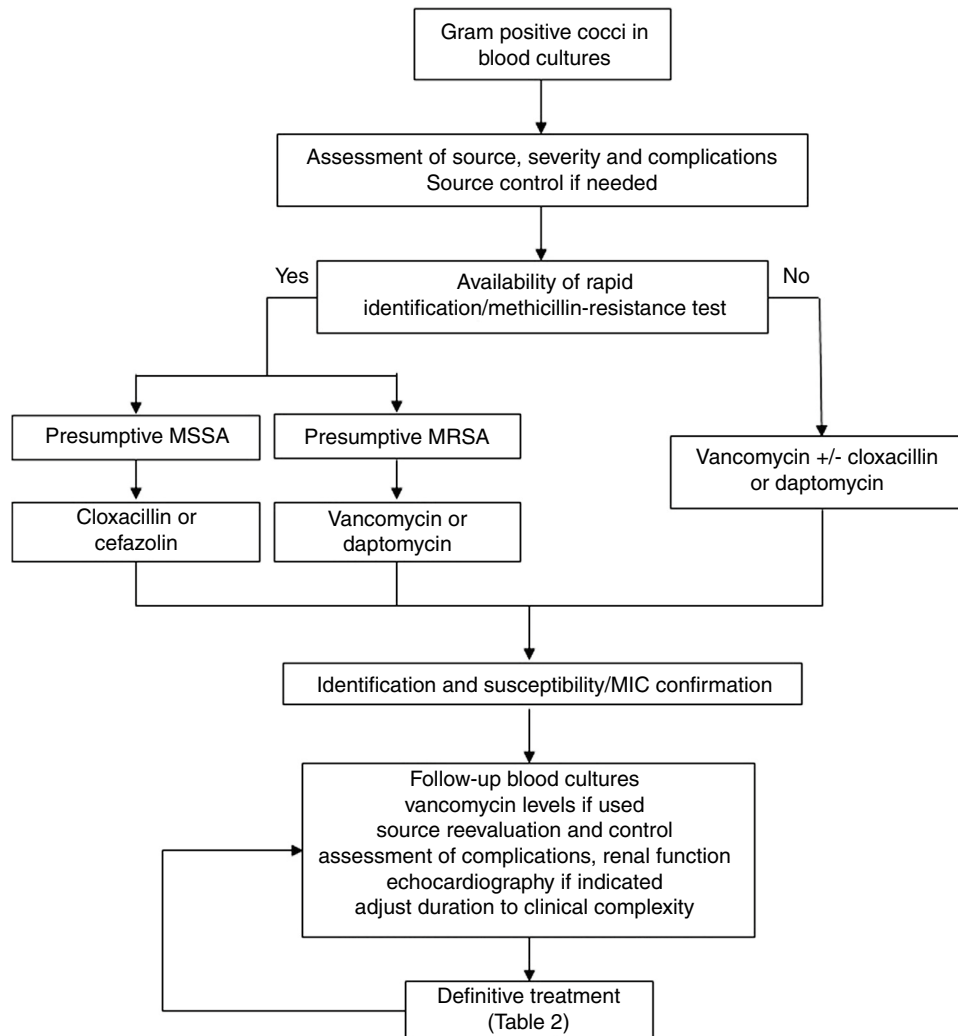 Gram positive cocci in
blood cultures
Assessment of source, severity and complications
Source control if needed
Yes
Availability of rapid
identification/methicillin-resistance test
No
Presumptive MSSA
Presumptive MRSA
Vancomycin +/- cloxacillin
or daptomycin
Cloxacillin or
cefazolin
Vancomycin or
daptomycin
Identification and susceptibility/MIC confirmation
Follow-up blood cultures
vancomycin levels if used
source reevaluation and control
assessment of complications, renal function
echocardiography if indicated
adjust duration to clinical complexity
Definitive treatment
(Table 2)